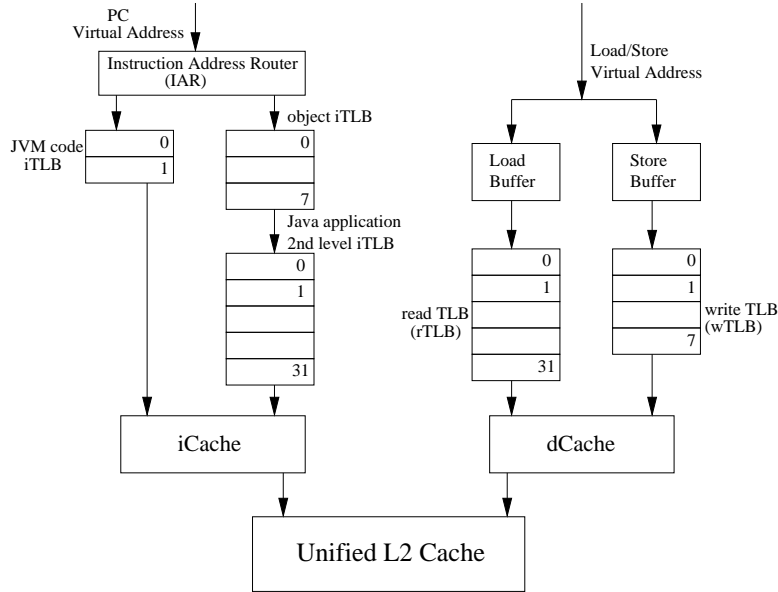 PC
Virtual Address
Instruction Address Router
(IAR)
JVM code
iTLB
0
1
object iTLB
0
7
Java application
2nd level iTLB
0
1
31
iCache
Load/Store
Virtual Address
Load
Buffer
Store
Buffer
read TLB
(rTLB)
0
1
31
0
1
7
write TLB
(wTLB)
dCache
Unified L2 Cache